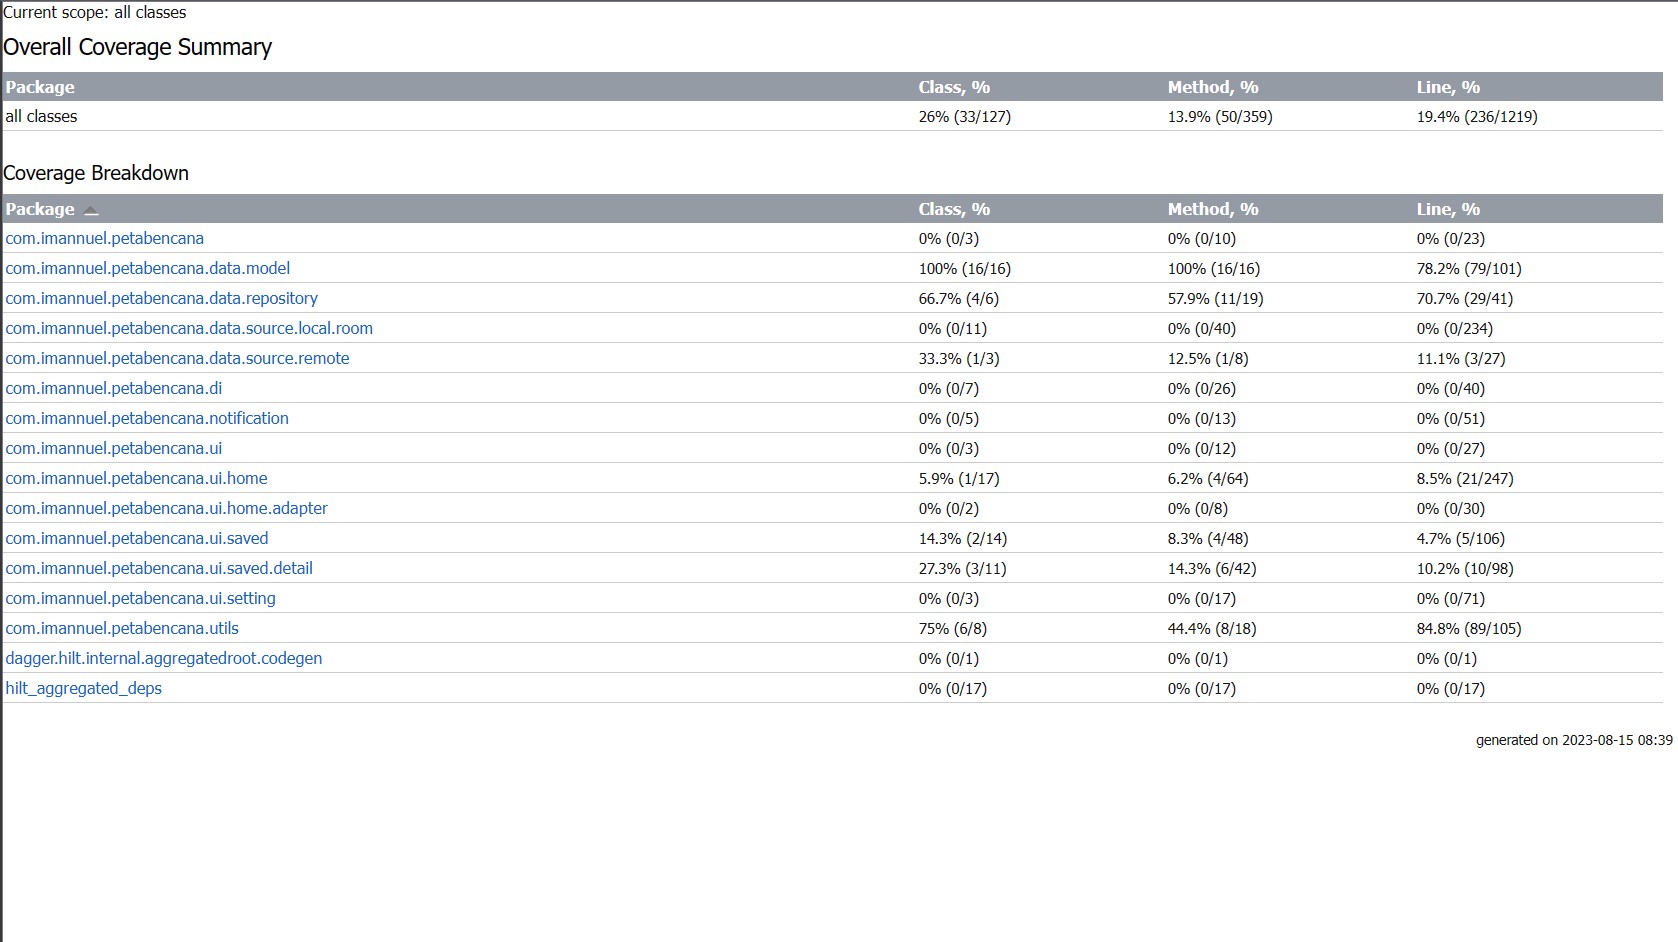 Current scope: all classes
Overall Coverage Summary
Package Class, % Method, % Line, %
all classes 26% (33/127) 13.9% (50/359) 19.4% (236/1219)
Coverage Breakdown
Package Class, % Method, % Line, %
com.imannuel.petabencana 0% (0/3) 0% (0/10) 0% (0/23)
com.imannuel.petabencana.data.model 100% (16/16) 100% (16/16) 78.2% (79/101)
com.imannuel.petabencana.data.repository 66.7% (4/6) 57.9% (11/19) 70.7% (29/41)
com.imannuel.petabencana.data.source.local.room 0% (0/11) 0% (0/40) 0% (0/234)
com.imannuel.petabencana.data.source.remote 33.3% (1/3) 12.5% (1/8) 11.1% (3/27)
com.imannuel.petabencana.di 0% (0/7) 0% (0/26) 0% (0/40)
com.imannuel.petabencana.notification 0% (0/5) 0% (0/13) 0% (0/51)
com.imannuel.petabencana.ui 0% (0/3) 0% (0/12) 0% (0/27)
com.imannuel.petabencana.ui.home 5.9% (1/17) 6.2% (4/64) 8.5% (21/247)
com.imannuel.petabencana.ui.home.adapter 0% (0/2) 0% (0/8) 0% (0/30)
com.imannuel.petabencana.ui.saved 14.3% (2/14) 8.3% (4/48) 4.7% (5/106)
com.imannuel.petabencana.ui.saved.detail 27.3% (3/11) 14.3% (6/42) 10.2% (10/98)
com.imannuel.petabencana.ui.setting 0% (0/3) 0% (0/17) 0% (0/71)
com.imannuel.petabencana.utils 75% (6/8) 44.4% (8/18) 84.8% (89/105)
dagger.hilt.internal.aggregatedroot.codegen 0% (0/1) 0% (0/1) 0% (0/1)
hilt_aggregated_deps 0% (0/17) 0% (0/17) 0% (0/17)
generated on 2023-08-15 08:39